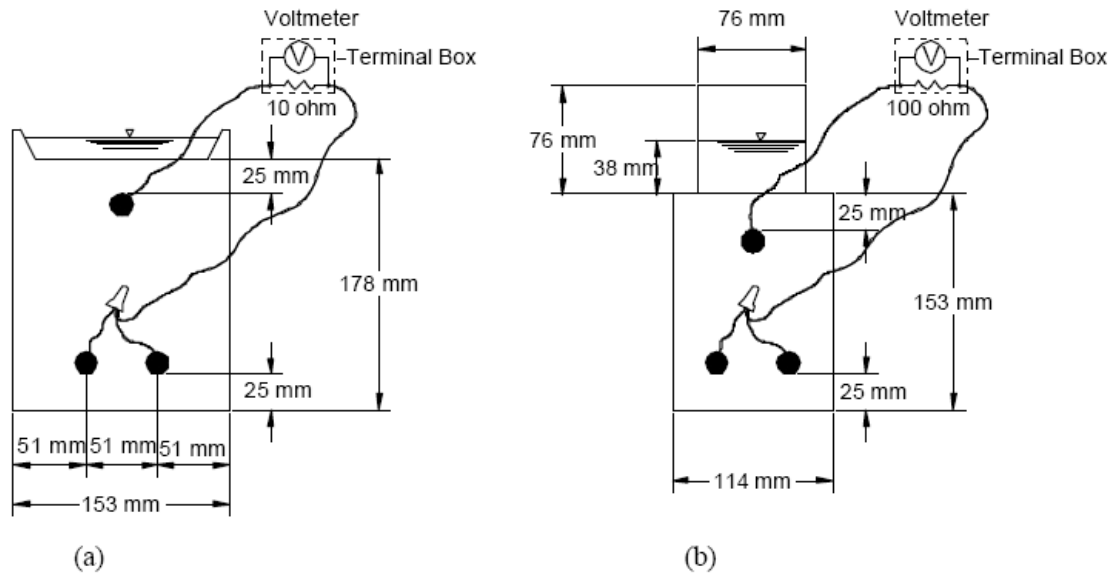 Voltmeter
V
Terminal Box
10 ohm
25 mm
178 mm
25 mm
51 mm 51 mm 51 mm
153 mm
(a)
76 mm
Voltmeter
V
Terminal Box
100 ohm
76 mm
38 mm
25 mm
153 mm
25 mm
114 mm
(b)